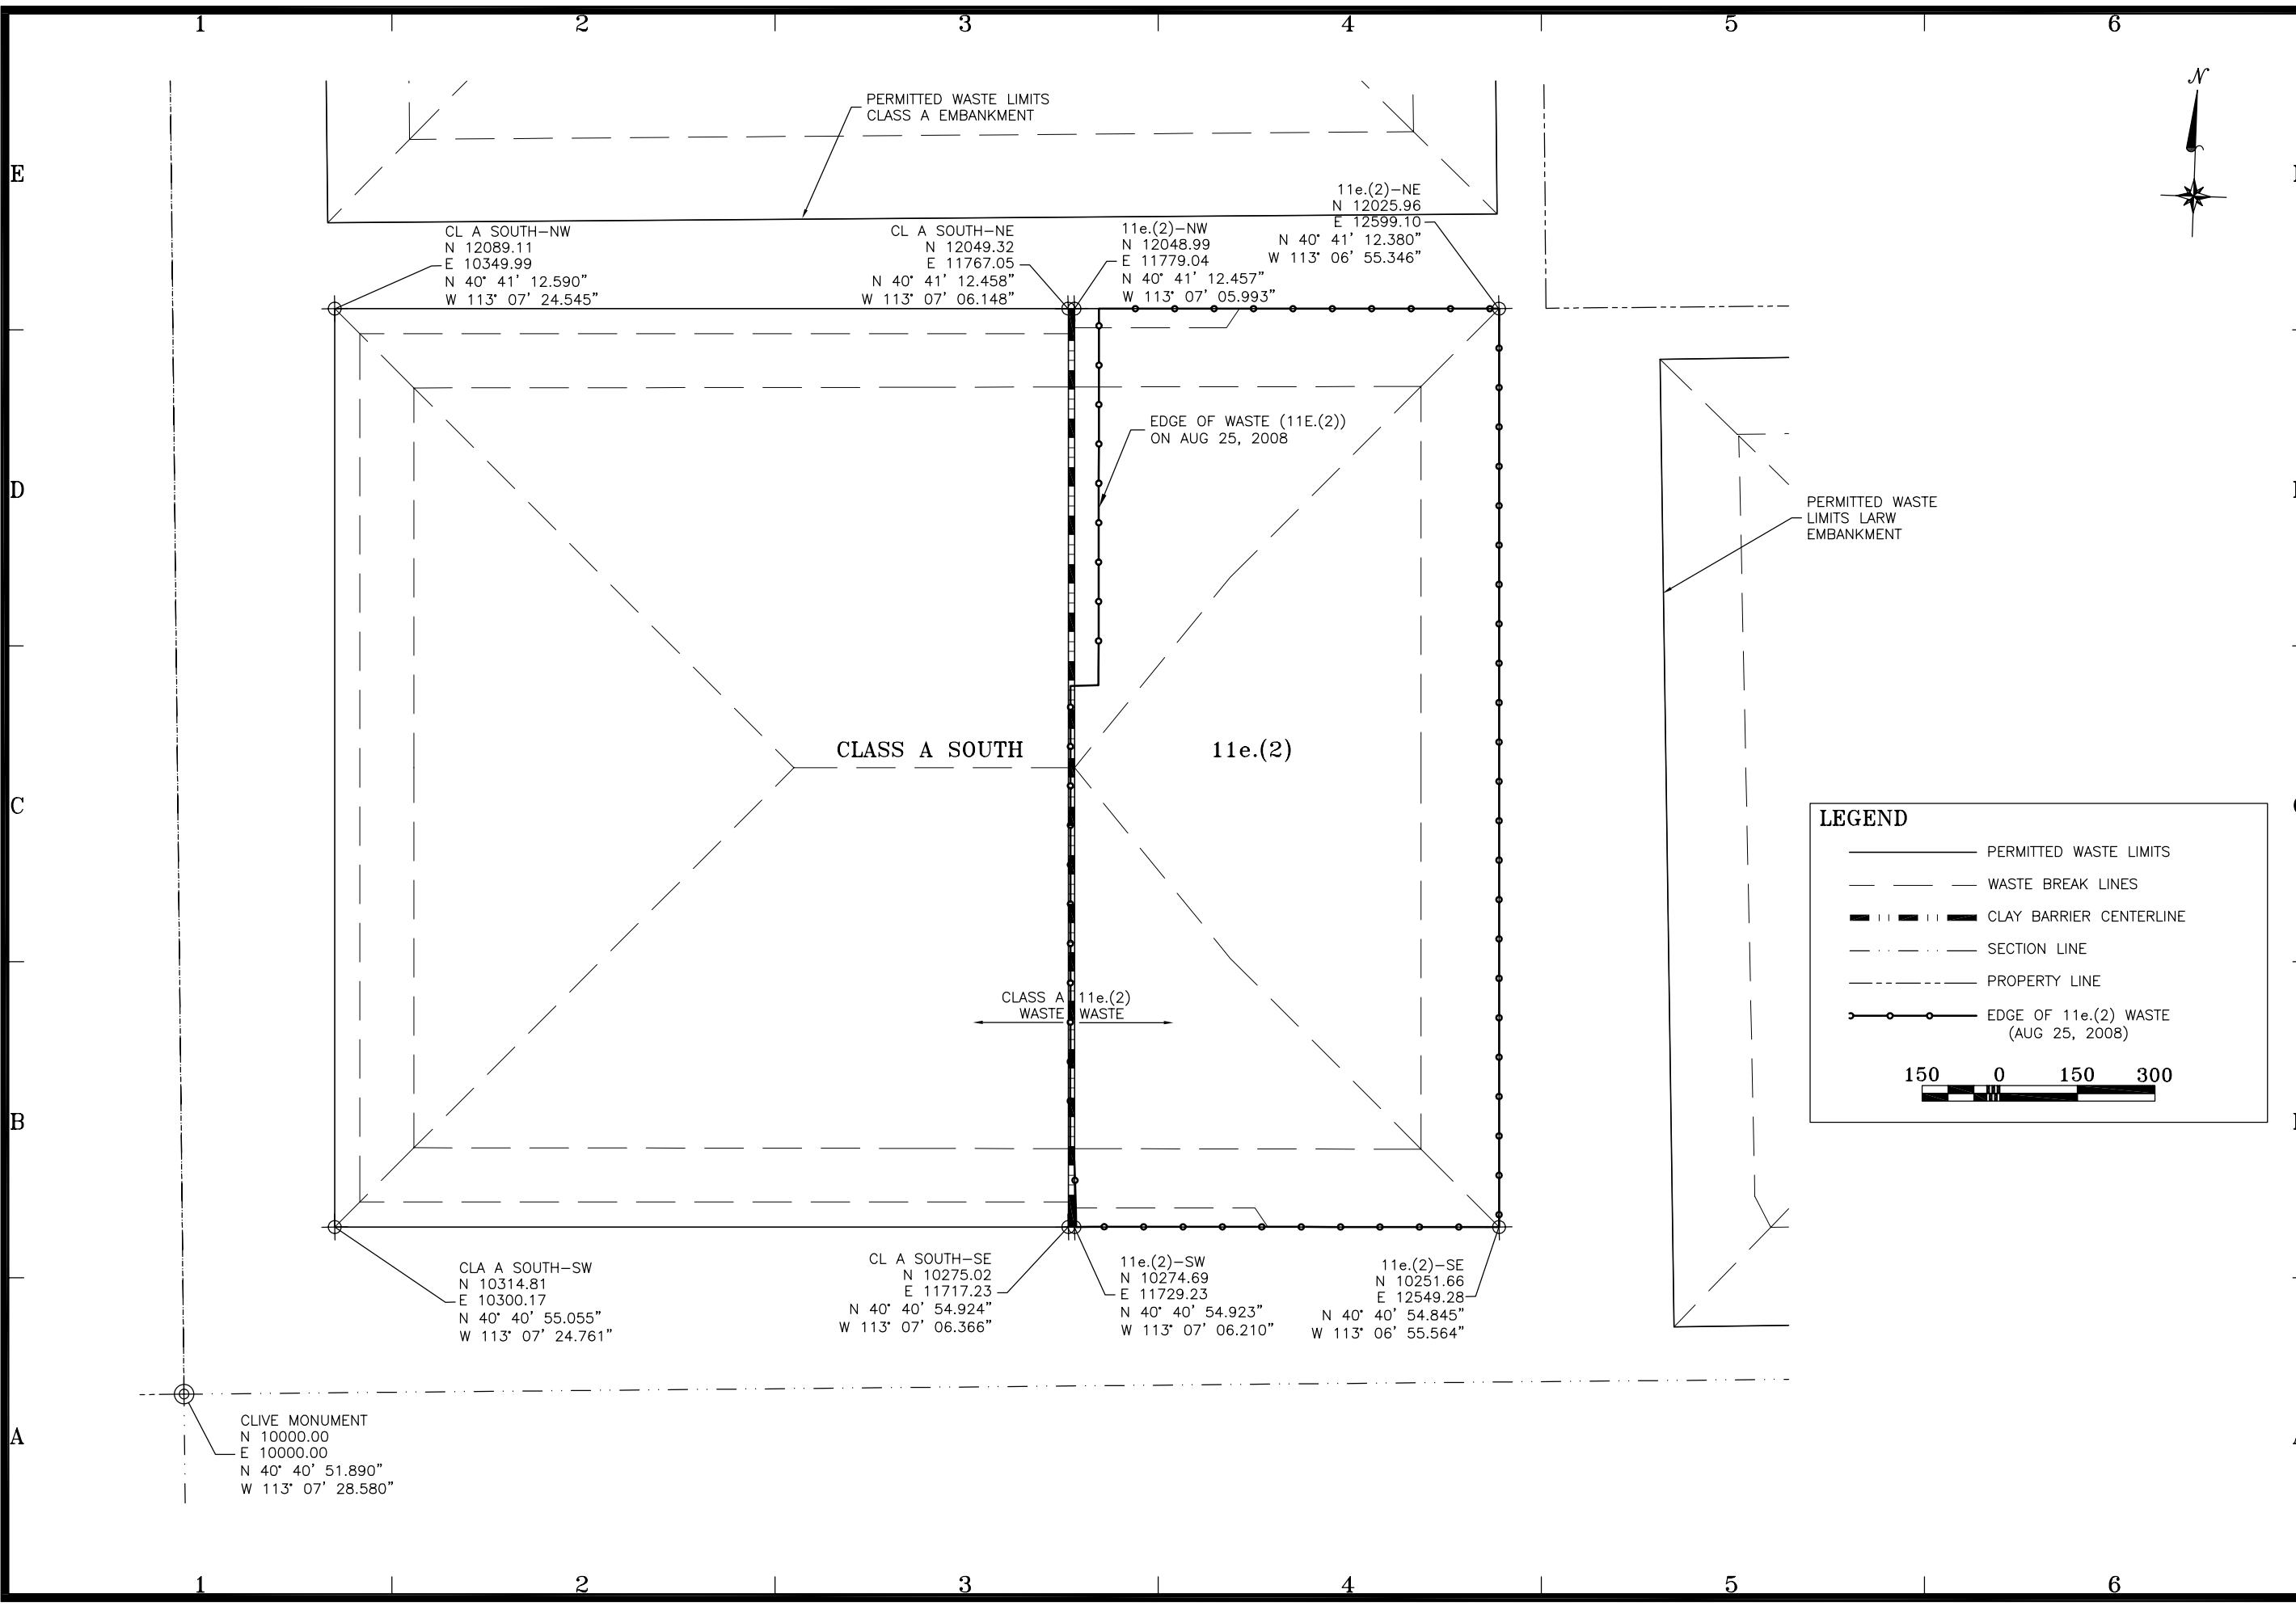 1 2 3 4 5 6
N
PERMITTED WASTE LIMITS
CLASS A EMBANKMENT
E
11e.(2)-NE
N 12025.96
E 12599.10
N 40° 41' 12.380"
W 113° 06' 55.346"
CL A SOUTH-NW
N 12089.11
E 10349.99
N 40° 41' 12.590"
W 113° 07' 24.545"
CL A SOUTH-NE
N 12049.32
E 11767.05
N 40° 41' 12.458"
W 113° 07' 06.148"
11e.(2)-NW
N 12048.99
E 11779.04
N 40° 41' 12.457"
W 113° 07' 05.993"
EDGE OF WASTE (11E.(2))
ON AUG 25, 2008
D
PERMITTED WASTE
LIMITS LARW
EMBANKMENT
CLASS A SOUTH
11e.(2)
C
LEGEND
PERMITTED WASTE LIMITS
WASTE BREAK LINES
CLAY BARRIER CENTERLINE
SECTION LINE
PROPERTY LINE
EDGE OF 11e.(2) WASTE
(AUG 25, 2008)
150 0 150 300
CLASS A
WASTE
11e.(2)
WASTE
B
CLA A SOUTH-SW
N 10314.81
E 10300.17
N 40° 40' 55.055"
W 113° 07' 24.761"
CL A SOUTH-SE
N 10275.02
E 11717.23
N 40° 40' 54.924"
W 113° 07' 06.366"
11e.(2)-SW
N 10274.69
E 11729.23
N 40° 40' 54.923"
W 113° 07' 06.210"
11e.(2)-SE
N 10251.66
E 12549.28
N 40° 40' 54.845"
W 113° 06' 55.564"
A
CLIVE MONUMENT
N 10000.00
E 10000.00
N 40° 40' 51.890"
W 113° 07' 28.580"
1 2 3 4 5 6